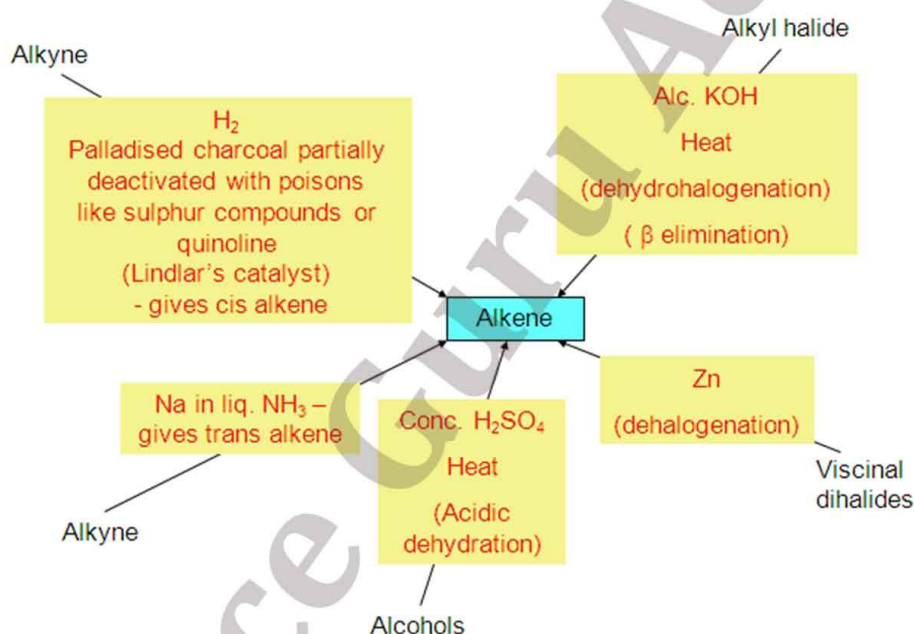 Alkyne
H₂
Palladised charcoal partially
deactivated with poisons
like sulphur compounds or
quinoline
(Lindlar's catalyst)
- gives cis alkene
Alkyl halide
Alc. KOH
Heat
(dehydrohalogenation)
( β elimination)
Alkene
Na in liq. NH₃ –
gives trans alkene
Alkyne
Conc. H₂SO₄
Heat
(Acidic
dehydration)
Alcohols
Zn
(dehalogenation)
Viscinal
dihalides
ce Guru A